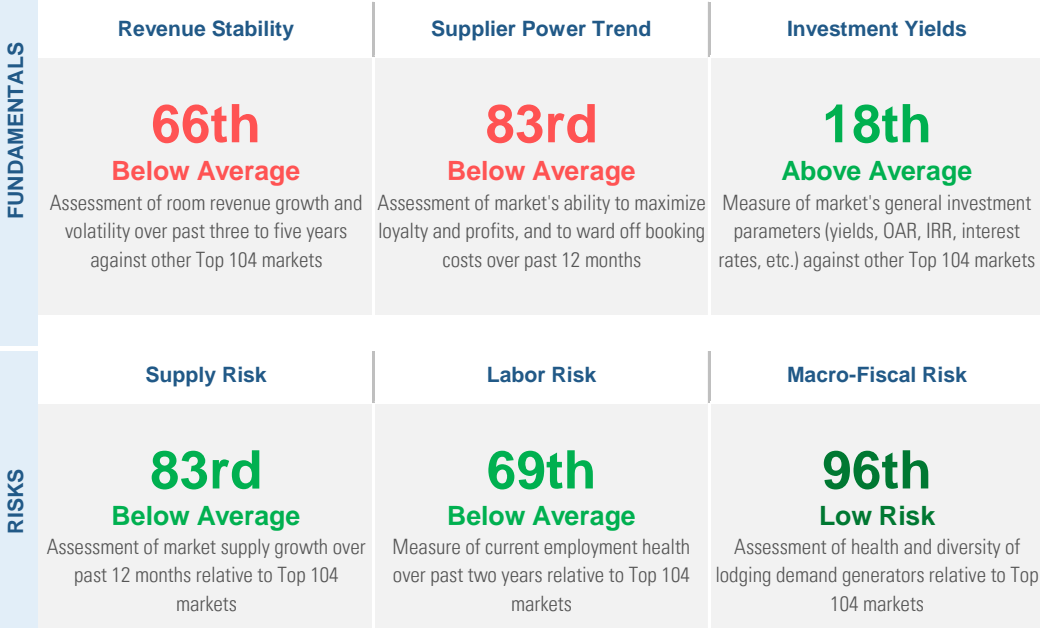 FUNDAMENTALS
Revenue Stability
66th
Below Average
Assessment of room revenue growth and
volatility over past three to five years
against other Top 104 markets
Supplier Power Trend
83rd
Below Average
Assessment of market's ability to maximize
loyalty and profits, and to ward off booking
costs over past 12 months
Investment Yields
18th
Above Average
Measure of market's general investment
parameters (yields, OAR, IRR, interest
rates, etc.) against other Top 104 markets
RISKS
Supply Risk
83rd
Below Average
Assessment of market supply growth over
past 12 months relative to Top 104
markets
Labor Risk
69th
Below Average
Measure of current employment health
over past two years relative to Top 104
markets
Macro-Fiscal Risk
96th
Low Risk
Assessment of health and diversity of
lodging demand generators relative to Top
104 markets